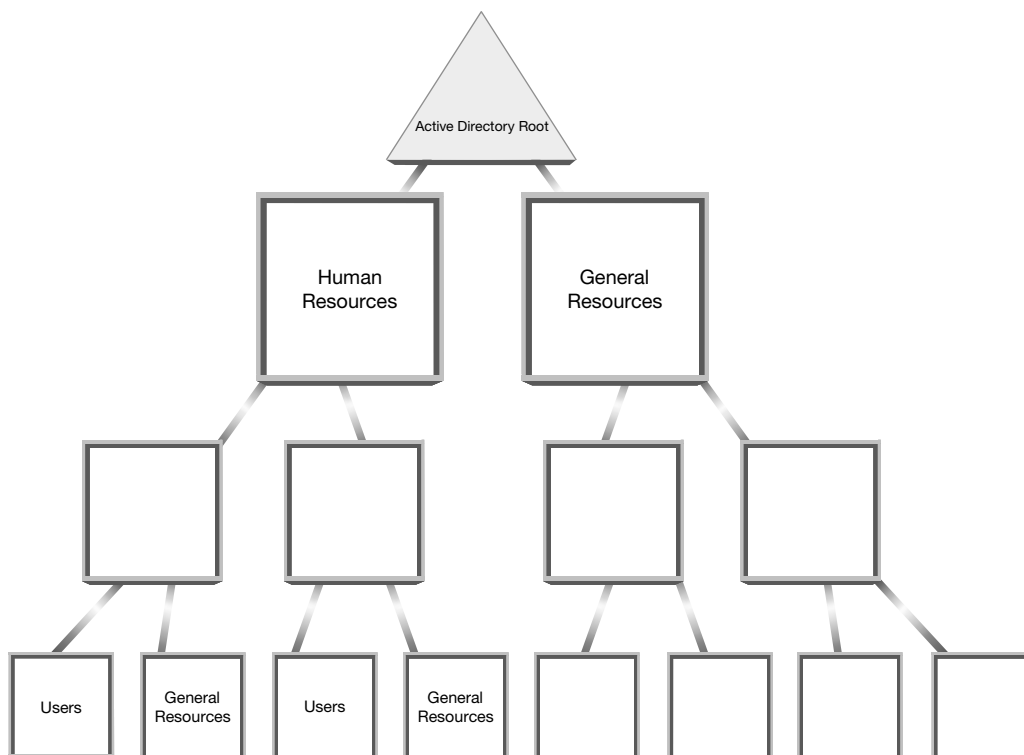 Active Directory Root
Human
Resources
General
Resources
Users
General
Resources
Users
General
Resources